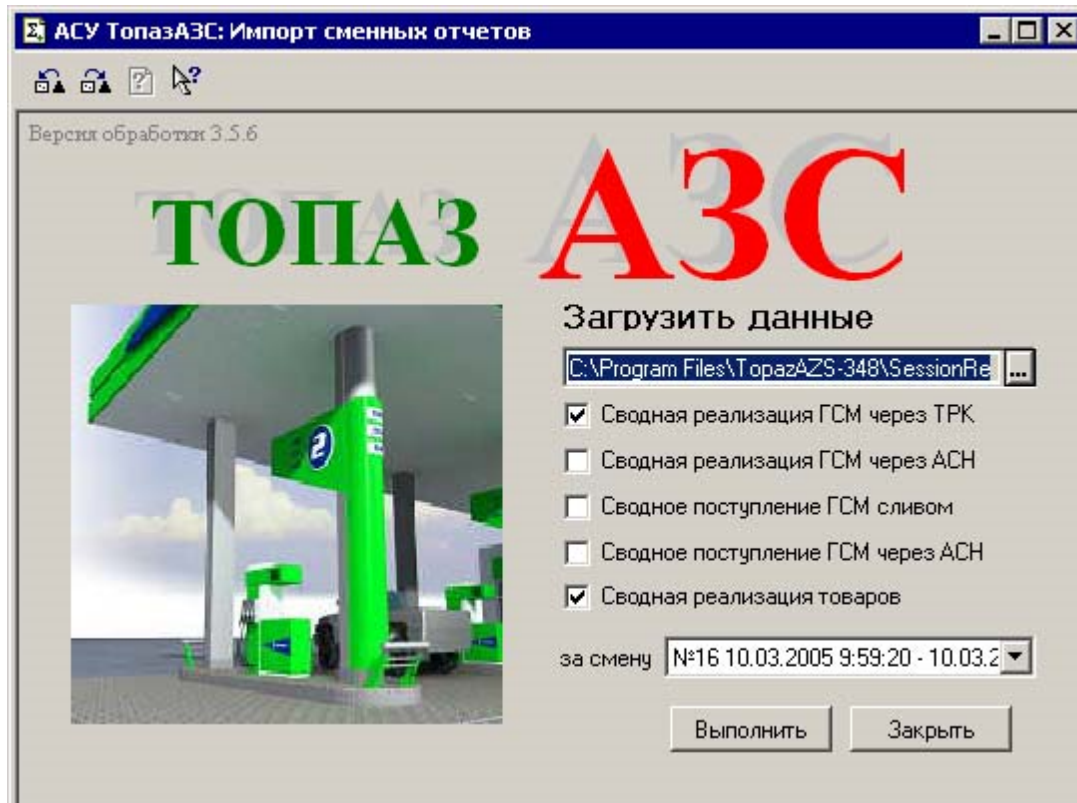 АСУ ТопазАЗС: Импорт сменных отчетов
Версия обработки 3.5.6
ТОПАЗ АЗС
Загрузить данные
C:\Program Files\TopazAZS-348\SessionRe ...
Сводная реализация ГСМ через ТРК
Сводная реализация ГСМ через АСН
Сводное поступление ГСМ сливом
Сводное поступление ГСМ через АСН
Сводная реализация товаров
за смену №16 10.03.2005 9:59:20 - 10.03.2
Выполнить Закрыть
2